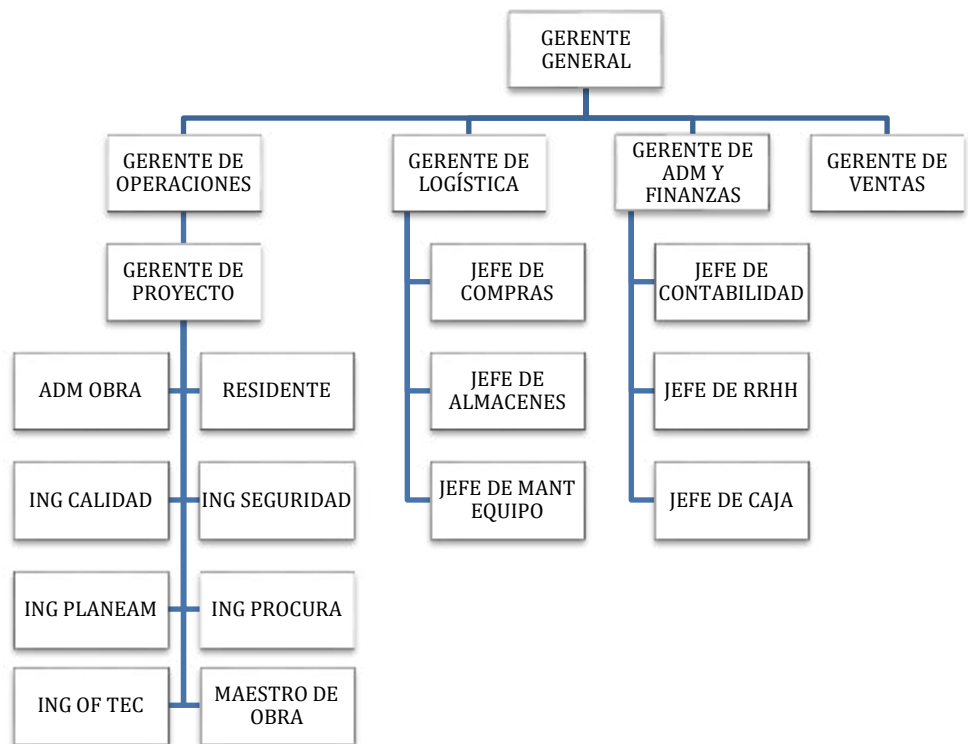 GERENTE
GENERAL
GERENTE DE
OPERACIONES
GERENTE DE
LOGÍSTICA
GERENTE DE
ADM Y
FINANZAS
GERENTE DE
VENTAS
GERENTE DE
PROYECTO
JEFE DE
COMPRAS
JEFE DE
CONTABILIDAD
ADM OBRA
RESIDENTE
JEFE DE
ALMACENES
JEFE DE RRHH
ING CALIDAD
ING SEGURIDAD
JEFE DE MANT
EQUIPO
JEFE DE CAJA
ING PLANEAM
ING PROCURA
ING OF TEC
MAESTRO DE
OBRA